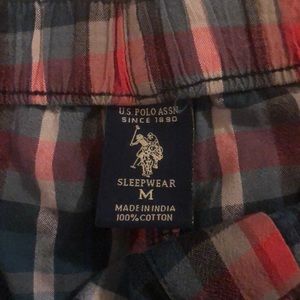 U.S. POLO ASSN.
SINCE 1890
SLEEPWEAR
M
MADE IN INDIA
100% COTTON